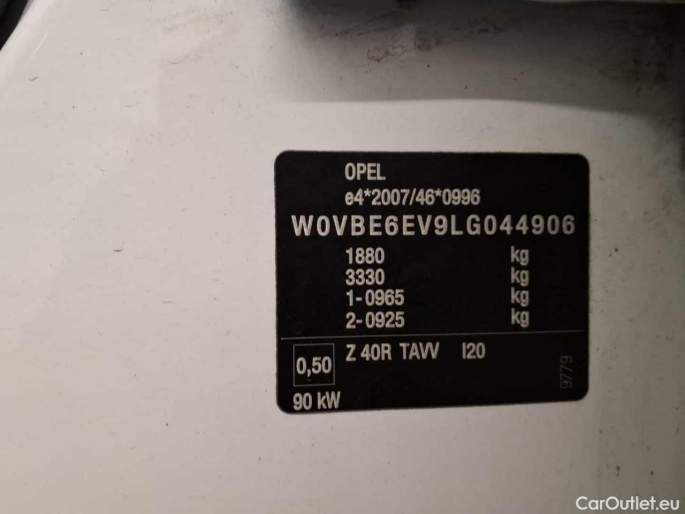 OPEL
e4*2007/46*0996
W0VBE6EV9LG044906
1880 kg
3330 kg
1-0965 kg
2-0925 kg
0,50 Z 40R TAVV I20
90 kW
9779
CarOutlet.eu